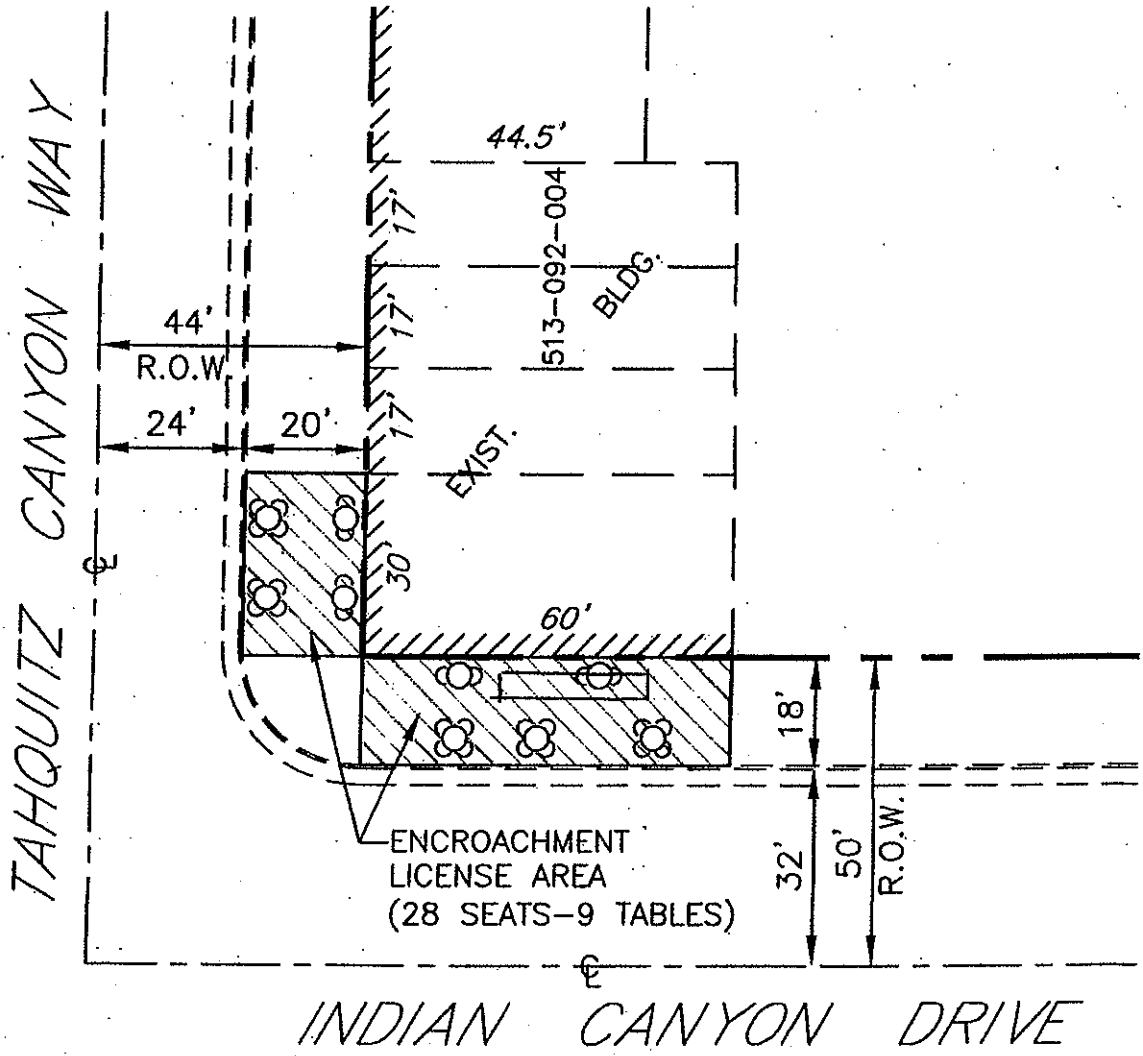 TAHQUITZ CANYON WAY
44.5'
17'
513-092-004
BLDG.
17'
44'
R.O.W.
17'
24'
20'
EXIST.
℄
30'
60'
18'
ENCROACHMENT
LICENSE AREA
(28 SEATS-9 TABLES)
32'
50'
R.O.W.
℄
INDIAN CANYON DRIVE